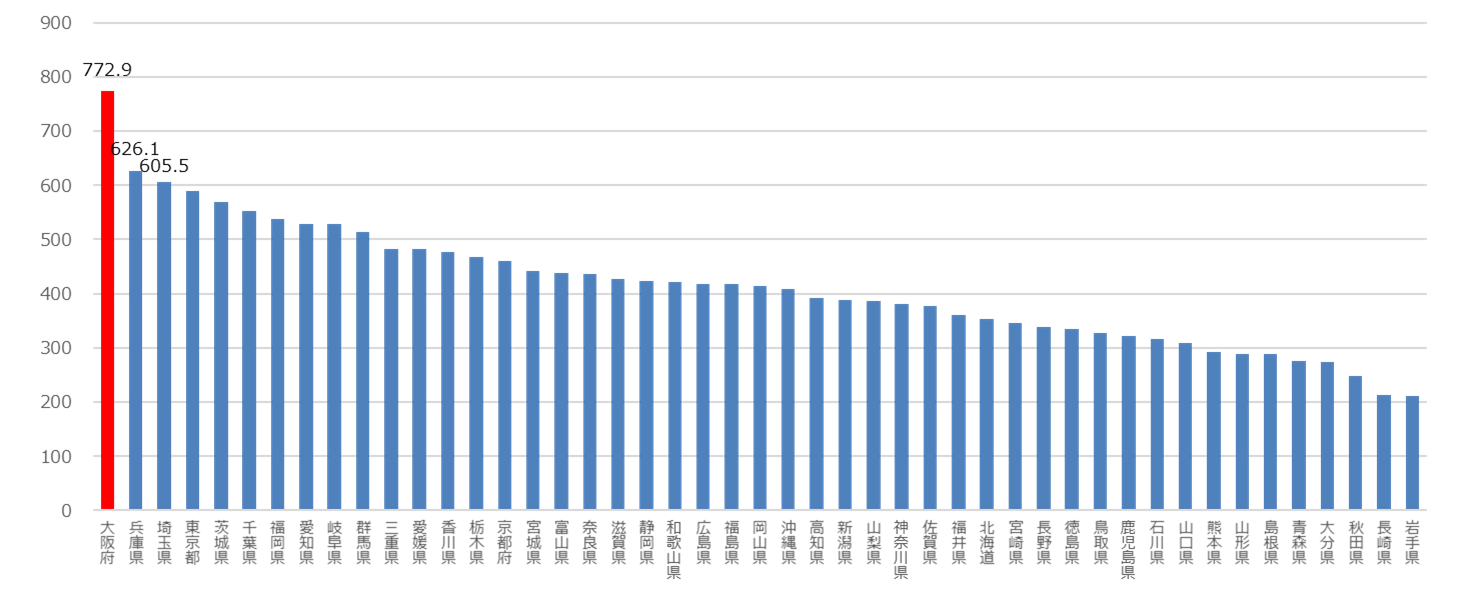 900
800
700
600
500
400
300
200
100
0
772.9
626.1
605.5
大阪府
兵庫県
埼玉県
東京都
茨城県
千葉県
福岡県
愛知県
岐阜県
群馬県
三重県
愛媛県
香川県
栃木県
京都府
宮城県
富山県
奈良県
滋賀県
静岡県
和歌山県
広島県
福島県
岡山県
沖縄県
高知県
新潟県
山梨県
神奈川県
佐賀県
福井県
北海道
宮崎県
長野県
徳島県
鳥取県
鹿児島県
石川県
山口県
熊本県
山形県
島根県
青森県
大分県
秋田県
長崎県
岩手県